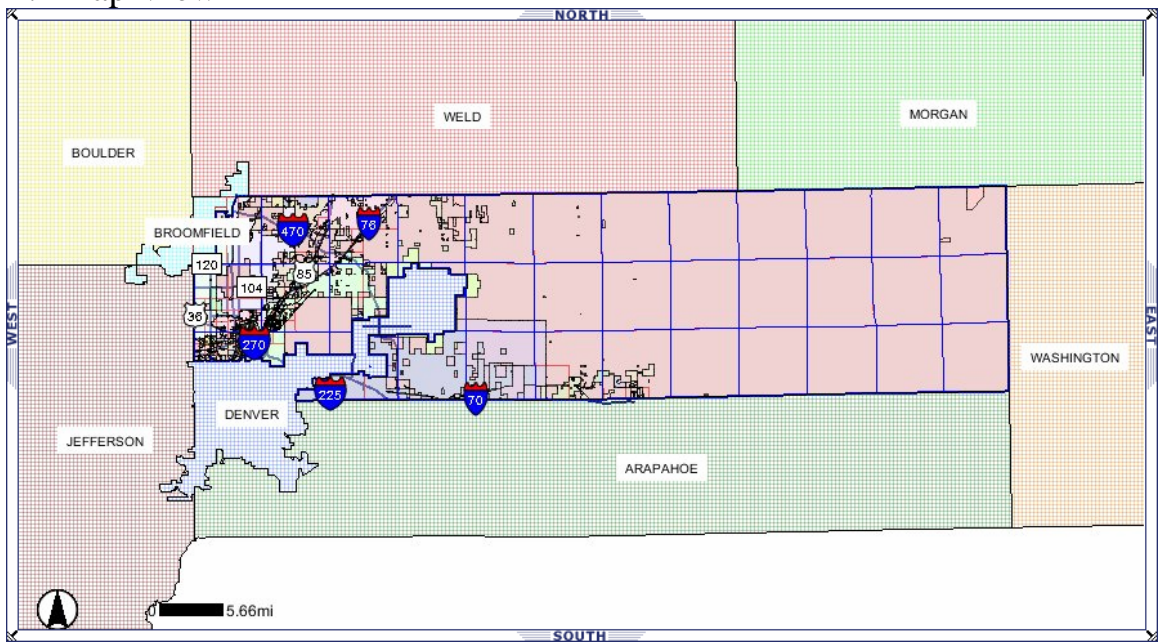 NORTH
WELD
MORGAN
BOULDER
BROOMFIELD
470
76
120
85
104
36
WEST
EAST
270
WASHINGTON
225
70
DENVER
JEFFERSON
ARAPAHOE
0
5.66mi
SOUTH